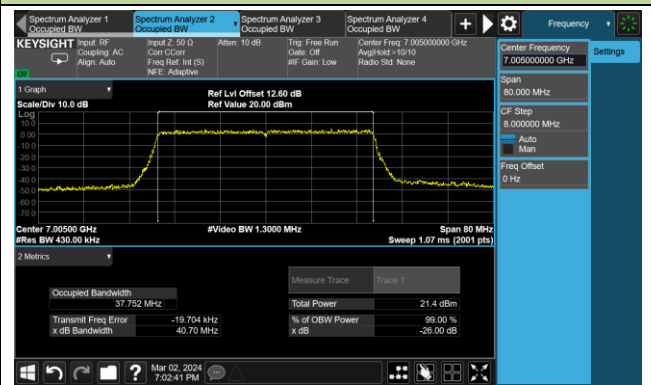 Spectrum Analyzer 1
Occupied BW
Spectrum Analyzer 2
Occupied BW
Spectrum Analyzer 3
Occupied BW
Spectrum Analyzer 4
Occupied BW
+
Frequency
KEYSIGHT
Input: RF
Coupling: AC
Align: Auto
Input Z: 50 Ω
Corr CCorr
Freq Ref: Int (S)
NFE: Adaptive
Atten: 10 dB
Trig: Free Run
Gate: Off
#IF Gain: Low
Center Freq: 7.005000000 GHz
Avg|Hold:>10/10
Radio Std: None
Center Frequency
7.005000000 GHz
Settings
Span
80.000 MHz
CF Step
8.000000 MHz
Auto
Man
Freq Offset
0 Hz
1 Graph
Scale/Div 10.0 dB
Ref Lvl Offset 12.60 dB
Ref Value 20.00 dBm
Log
10.0
0.00
-10.0
-20.0
-30.0
-40.0
-50.0
-60.0
-70.0
Center 7.00500 GHz
#Res BW 430.00 kHz
#Video BW 1.3000 MHz
Span 80 MHz
Sweep 1.07 ms (2001 pts)
2 Metrics
Measure Trace
Trace 1
Occupied Bandwidth
37.752 MHz
Total Power
21.4 dBm
Transmit Freq Error
-19.704 kHz
% of OBW Power
99.00 %
x dB Bandwidth
40.70 MHz
x dB
-26.00 dB
?
Mar 02, 2024
7:02:41 PM